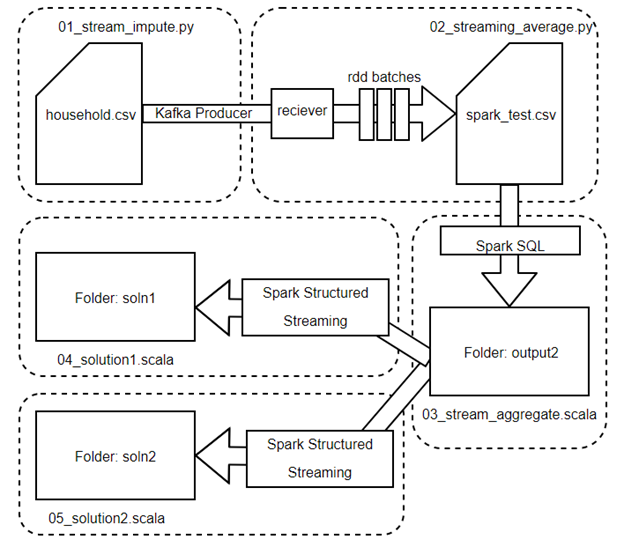 01_stream_impute.py
02_streaming_average.py
rdd batches
household.csv
Kafka Producer
reciever
spark_test.csv
Spark SQL
Folder: soln1
Spark Structured
Streaming
Folder: output2
04_solution1.scala
03_stream_aggregate.scala
Folder: soln2
Spark Structured
Streaming
05_solution2.scala